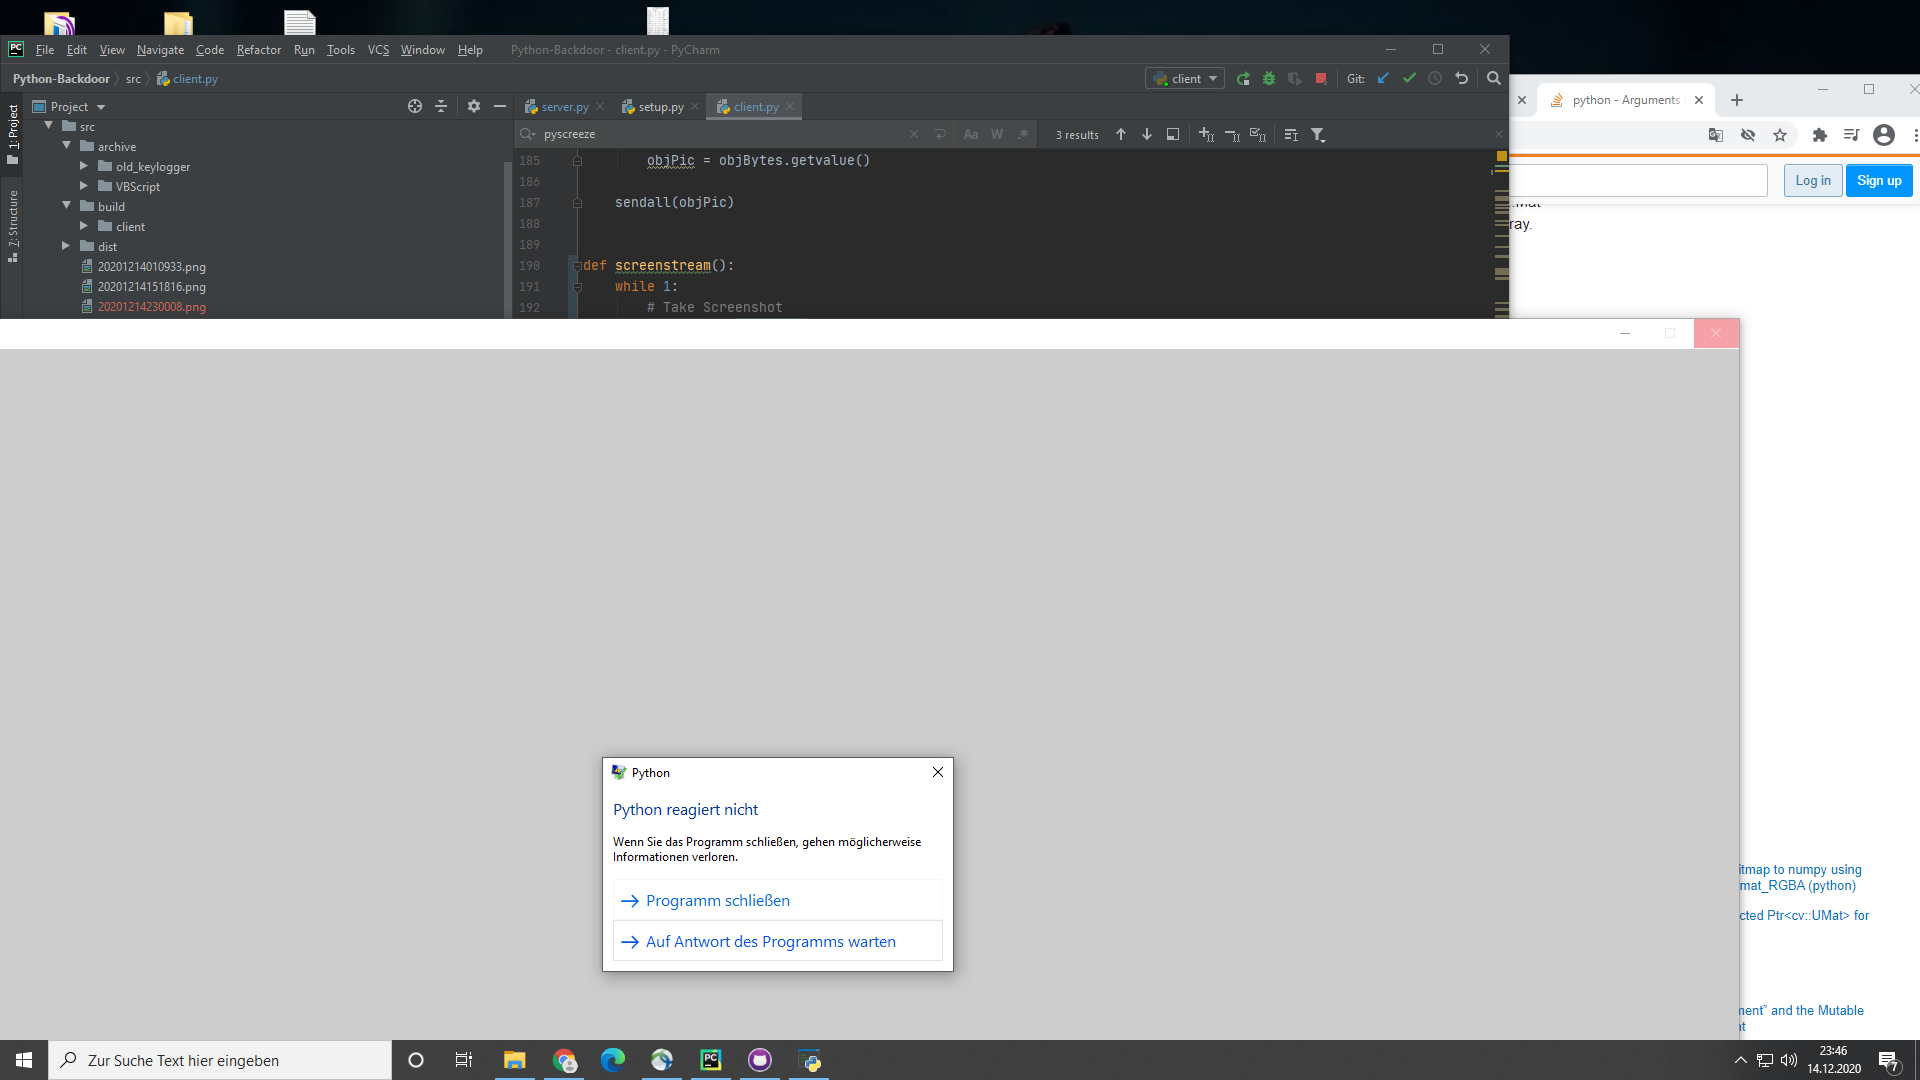 File Edit View Navigate Code Refactor Run Tools VCS Window Help Python-Backdoor - client.py - PyCharm
Python-Backdoor src client.py
client Git:
python - Arguments
Project
server.py setup.py client.py
pyscreeze
Aa W .* 3 results
Log in Sign up
1: Project
7: Structure
src
archive
old_keylogger
VBScript
build
client
dist
20201214010933.png
20201214151816.png
20201214230008.png
185 objPic = objBytes.getvalue()
186
187 sendall(objPic)
188
189
190 def screenstream():
191 while 1:
192 # Take Screenshot
ray.
Python
Python reagiert nicht
Wenn Sie das Programm schließen, gehen möglicherweise
Informationen verloren.
Programm schließen
Auf Antwort des Programms warten
itmap to numpy using
mat_RGBA (python)
cted Ptr<cv::UMat> for
ment” and the Mutable
nt
Zur Suche Text hier eingeben
23:46
14.12.2020
7